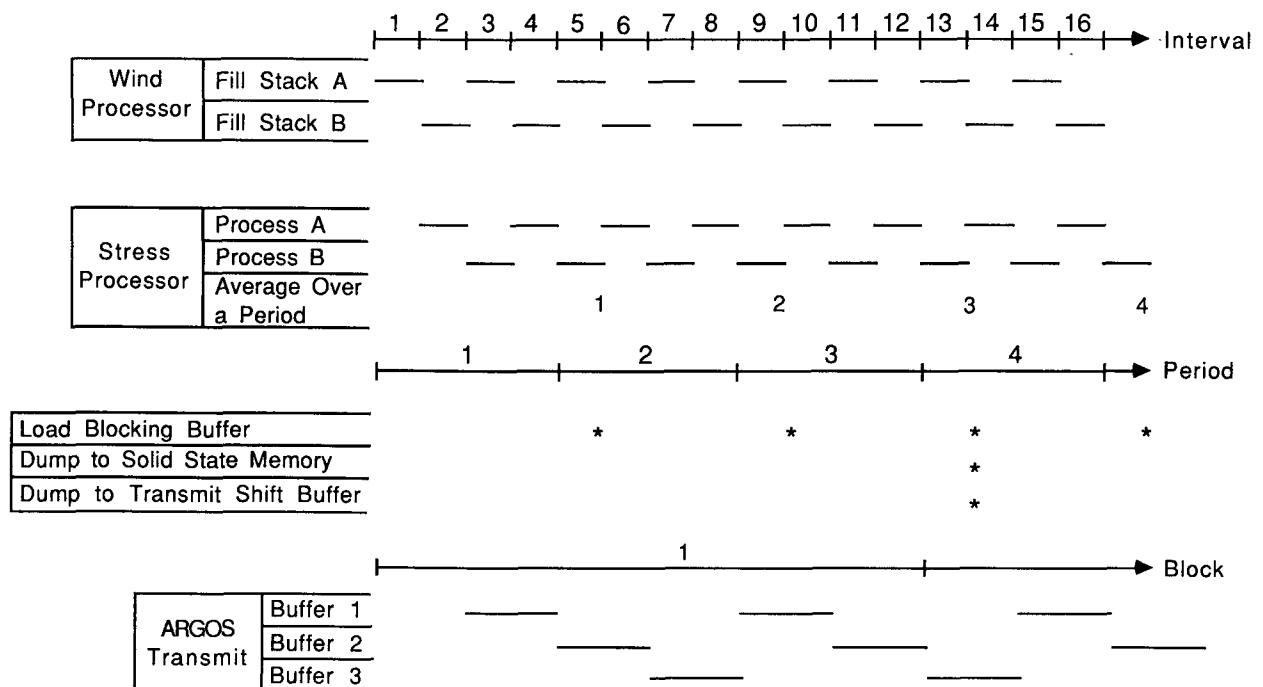 1 2 3 4 5 6 7 8 9 10 11 12 13 14 15 16
Interval
Wind Processor
Fill Stack A
Fill Stack B
Stress Processor
Process A
Process B
Average Over a Period
1 2 3 4
1 2 3 4
Period
Load Blocking Buffer
* * * *
Dump to Solid State Memory
*
Dump to Transmit Shift Buffer
*
1
Block
ARGOS Transmit
Buffer 1
Buffer 2
Buffer 3